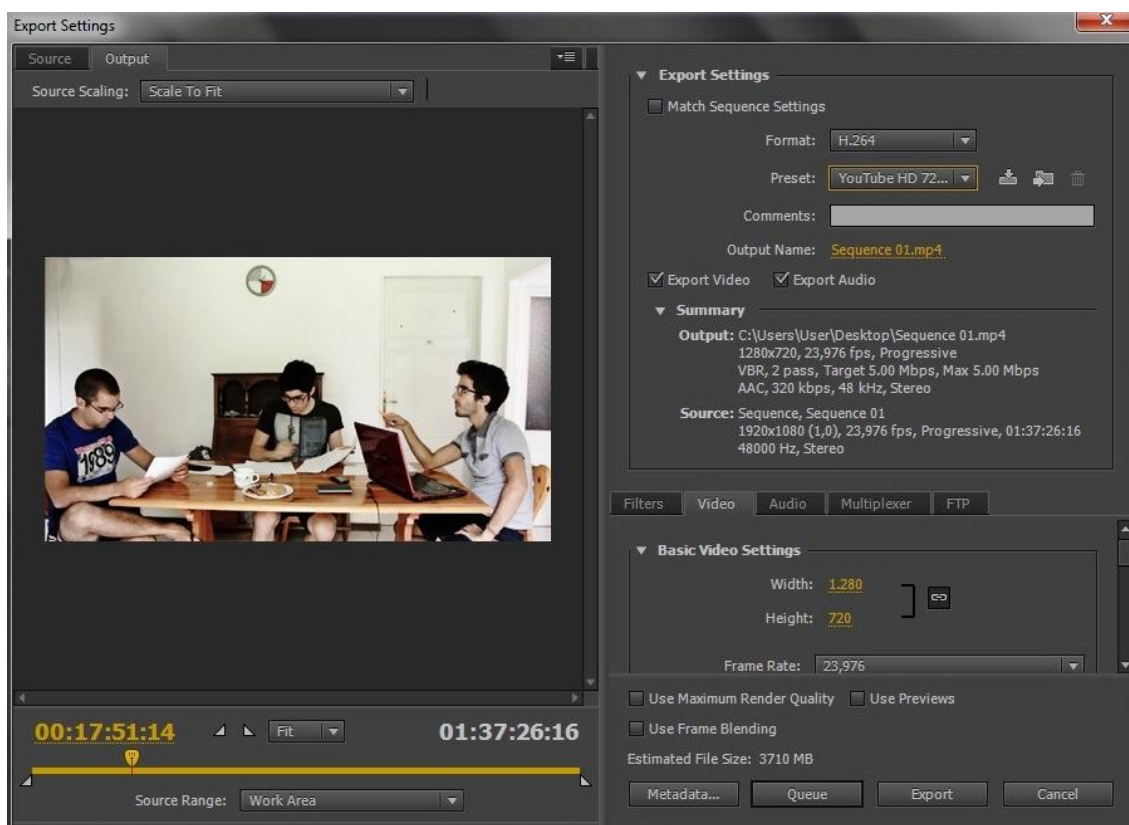 Export Settings
Source
Output
Source Scaling: Scale To Fit
1989
00:17:51:14
Fit
01:37:26:16
Source Range: Work Area
Export Settings
Match Sequence Settings
Format: H.264
Preset: YouTube HD 72...
Comments:
Output Name: Sequence 01.mp4
Export Video Export Audio
Summary
Output: C:\Users\User\Desktop\Sequence 01.mp4
1280x720, 23,976 fps, Progressive
VBR, 2 pass, Target 5.00 Mbps, Max 5.00 Mbps
AAC, 320 kbps, 48 kHz, Stereo
Source: Sequence, Sequence 01
1920x1080 (1,0), 23,976 fps, Progressive, 01:37:26:16
48000 Hz, Stereo
Filters Video Audio Multiplexer FTP
Basic Video Settings
Width: 1.280
Height: 720
Frame Rate: 23,976
Use Maximum Render Quality Use Previews
Use Frame Blending
Estimated File Size: 3710 MB
Metadata... Queue Export Cancel